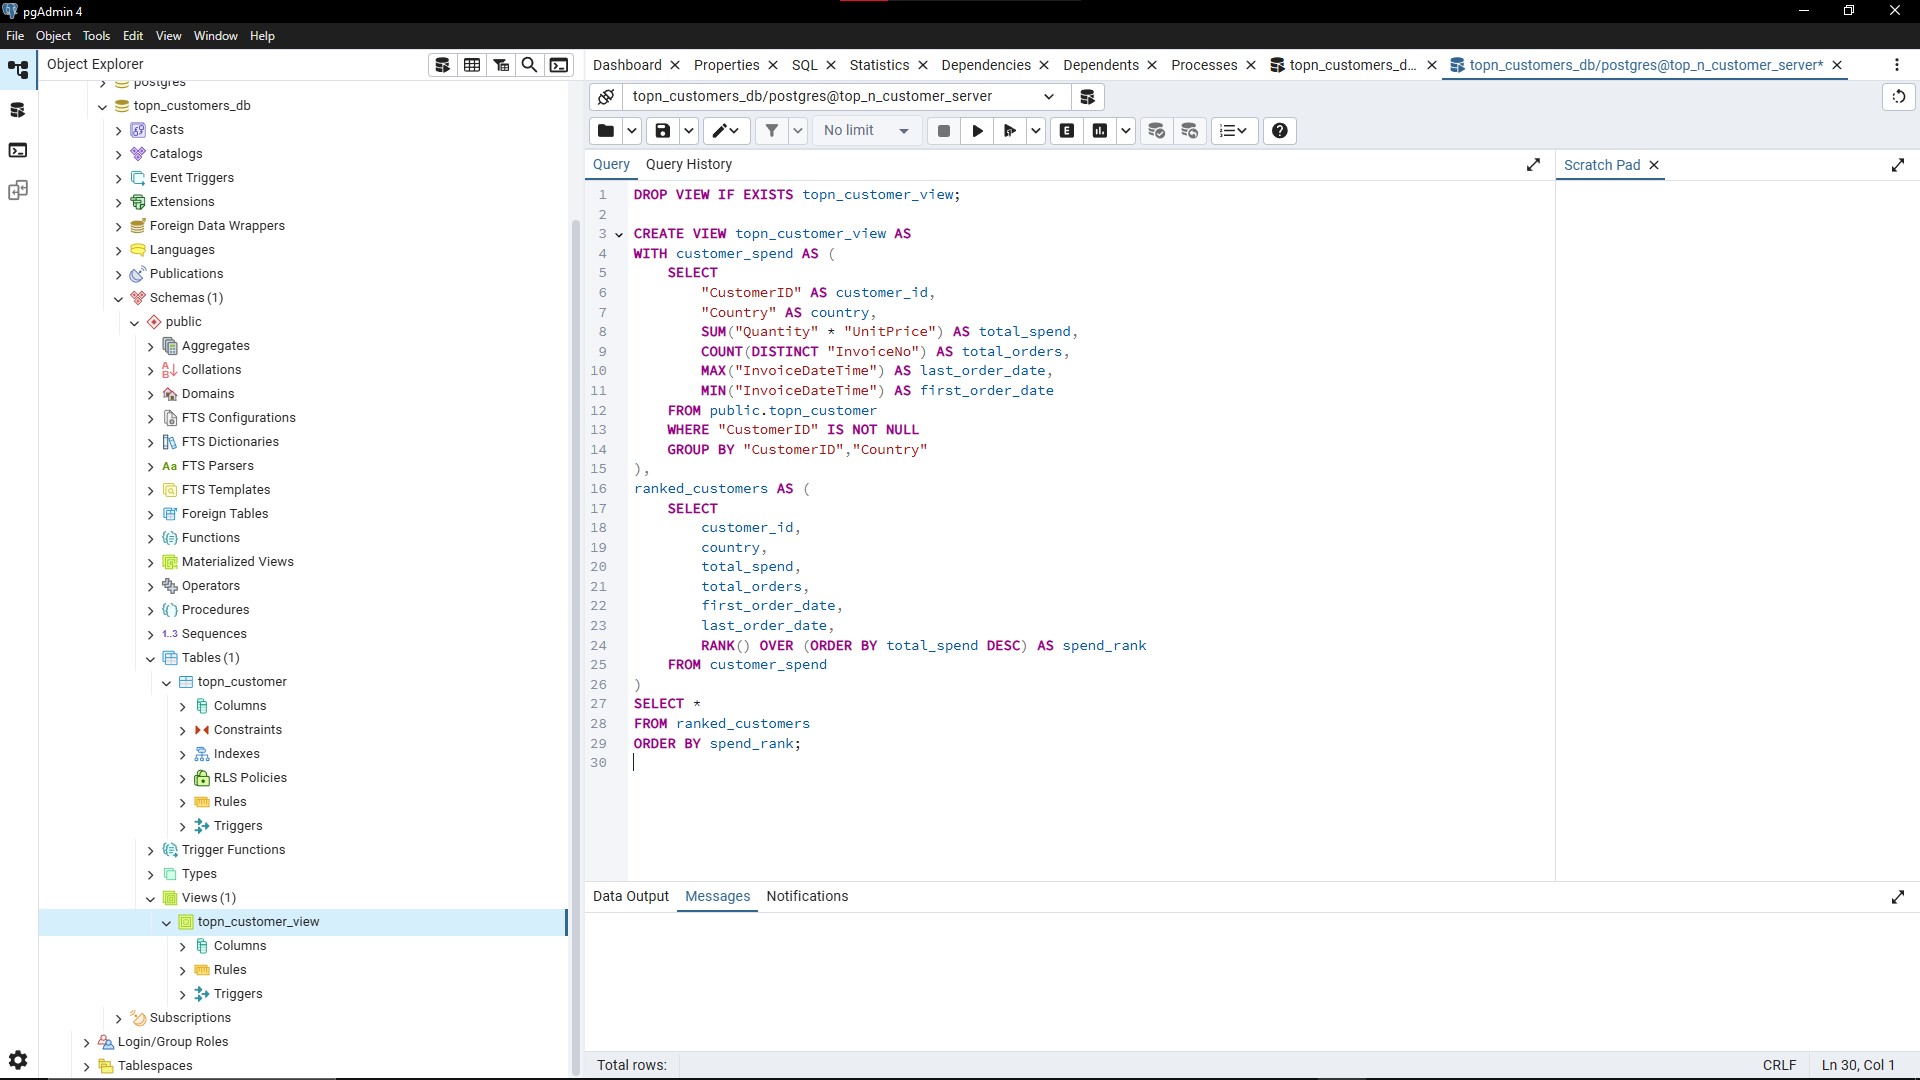 pgAdmin 4
File Object Tools Edit View Window Help
Object Explorer
Dashboard Properties SQL Statistics Dependencies Dependents Processes topn_customers_d... topn_customers_db/postgres@top_n_customer_server*
topn_customers_db/postgres@top_n_customer_server
No limit
E
Query Query History
Scratch Pad
postgres
topn_customers_db
Casts
Catalogs
Event Triggers
Extensions
Foreign Data Wrappers
Languages
Publications
Schemas (1)
public
Aggregates
Collations
Domains
FTS Configurations
FTS Dictionaries
Aa FTS Parsers
FTS Templates
Foreign Tables
Functions
Materialized Views
Operators
Procedures
1..3 Sequences
Tables (1)
topn_customer
Columns
Constraints
Indexes
RLS Policies
Rules
Triggers
Trigger Functions
Types
Views (1)
topn_customer_view
Columns
Rules
Triggers
Subscriptions
Login/Group Roles
Tablespaces
1 DROP VIEW IF EXISTS topn_customer_view;
2
3 CREATE VIEW topn_customer_view AS
4 WITH customer_spend AS (
5 SELECT
6 "CustomerID" AS customer_id,
7 "Country" AS country,
8 SUM("Quantity" * "UnitPrice") AS total_spend,
9 COUNT(DISTINCT "InvoiceNo") AS total_orders,
10 MAX("InvoiceDateTime") AS last_order_date,
11 MIN("InvoiceDateTime") AS first_order_date
12 FROM public.topn_customer
13 WHERE "CustomerID" IS NOT NULL
14 GROUP BY "CustomerID","Country"
15 ),
16 ranked_customers AS (
17 SELECT
18 customer_id,
19 country,
20 total_spend,
21 total_orders,
22 first_order_date,
23 last_order_date,
24 RANK() OVER (ORDER BY total_spend DESC) AS spend_rank
25 FROM customer_spend
26 )
27 SELECT *
28 FROM ranked_customers
29 ORDER BY spend_rank;
30
Data Output Messages Notifications
Total rows:
CRLF Ln 30, Col 1